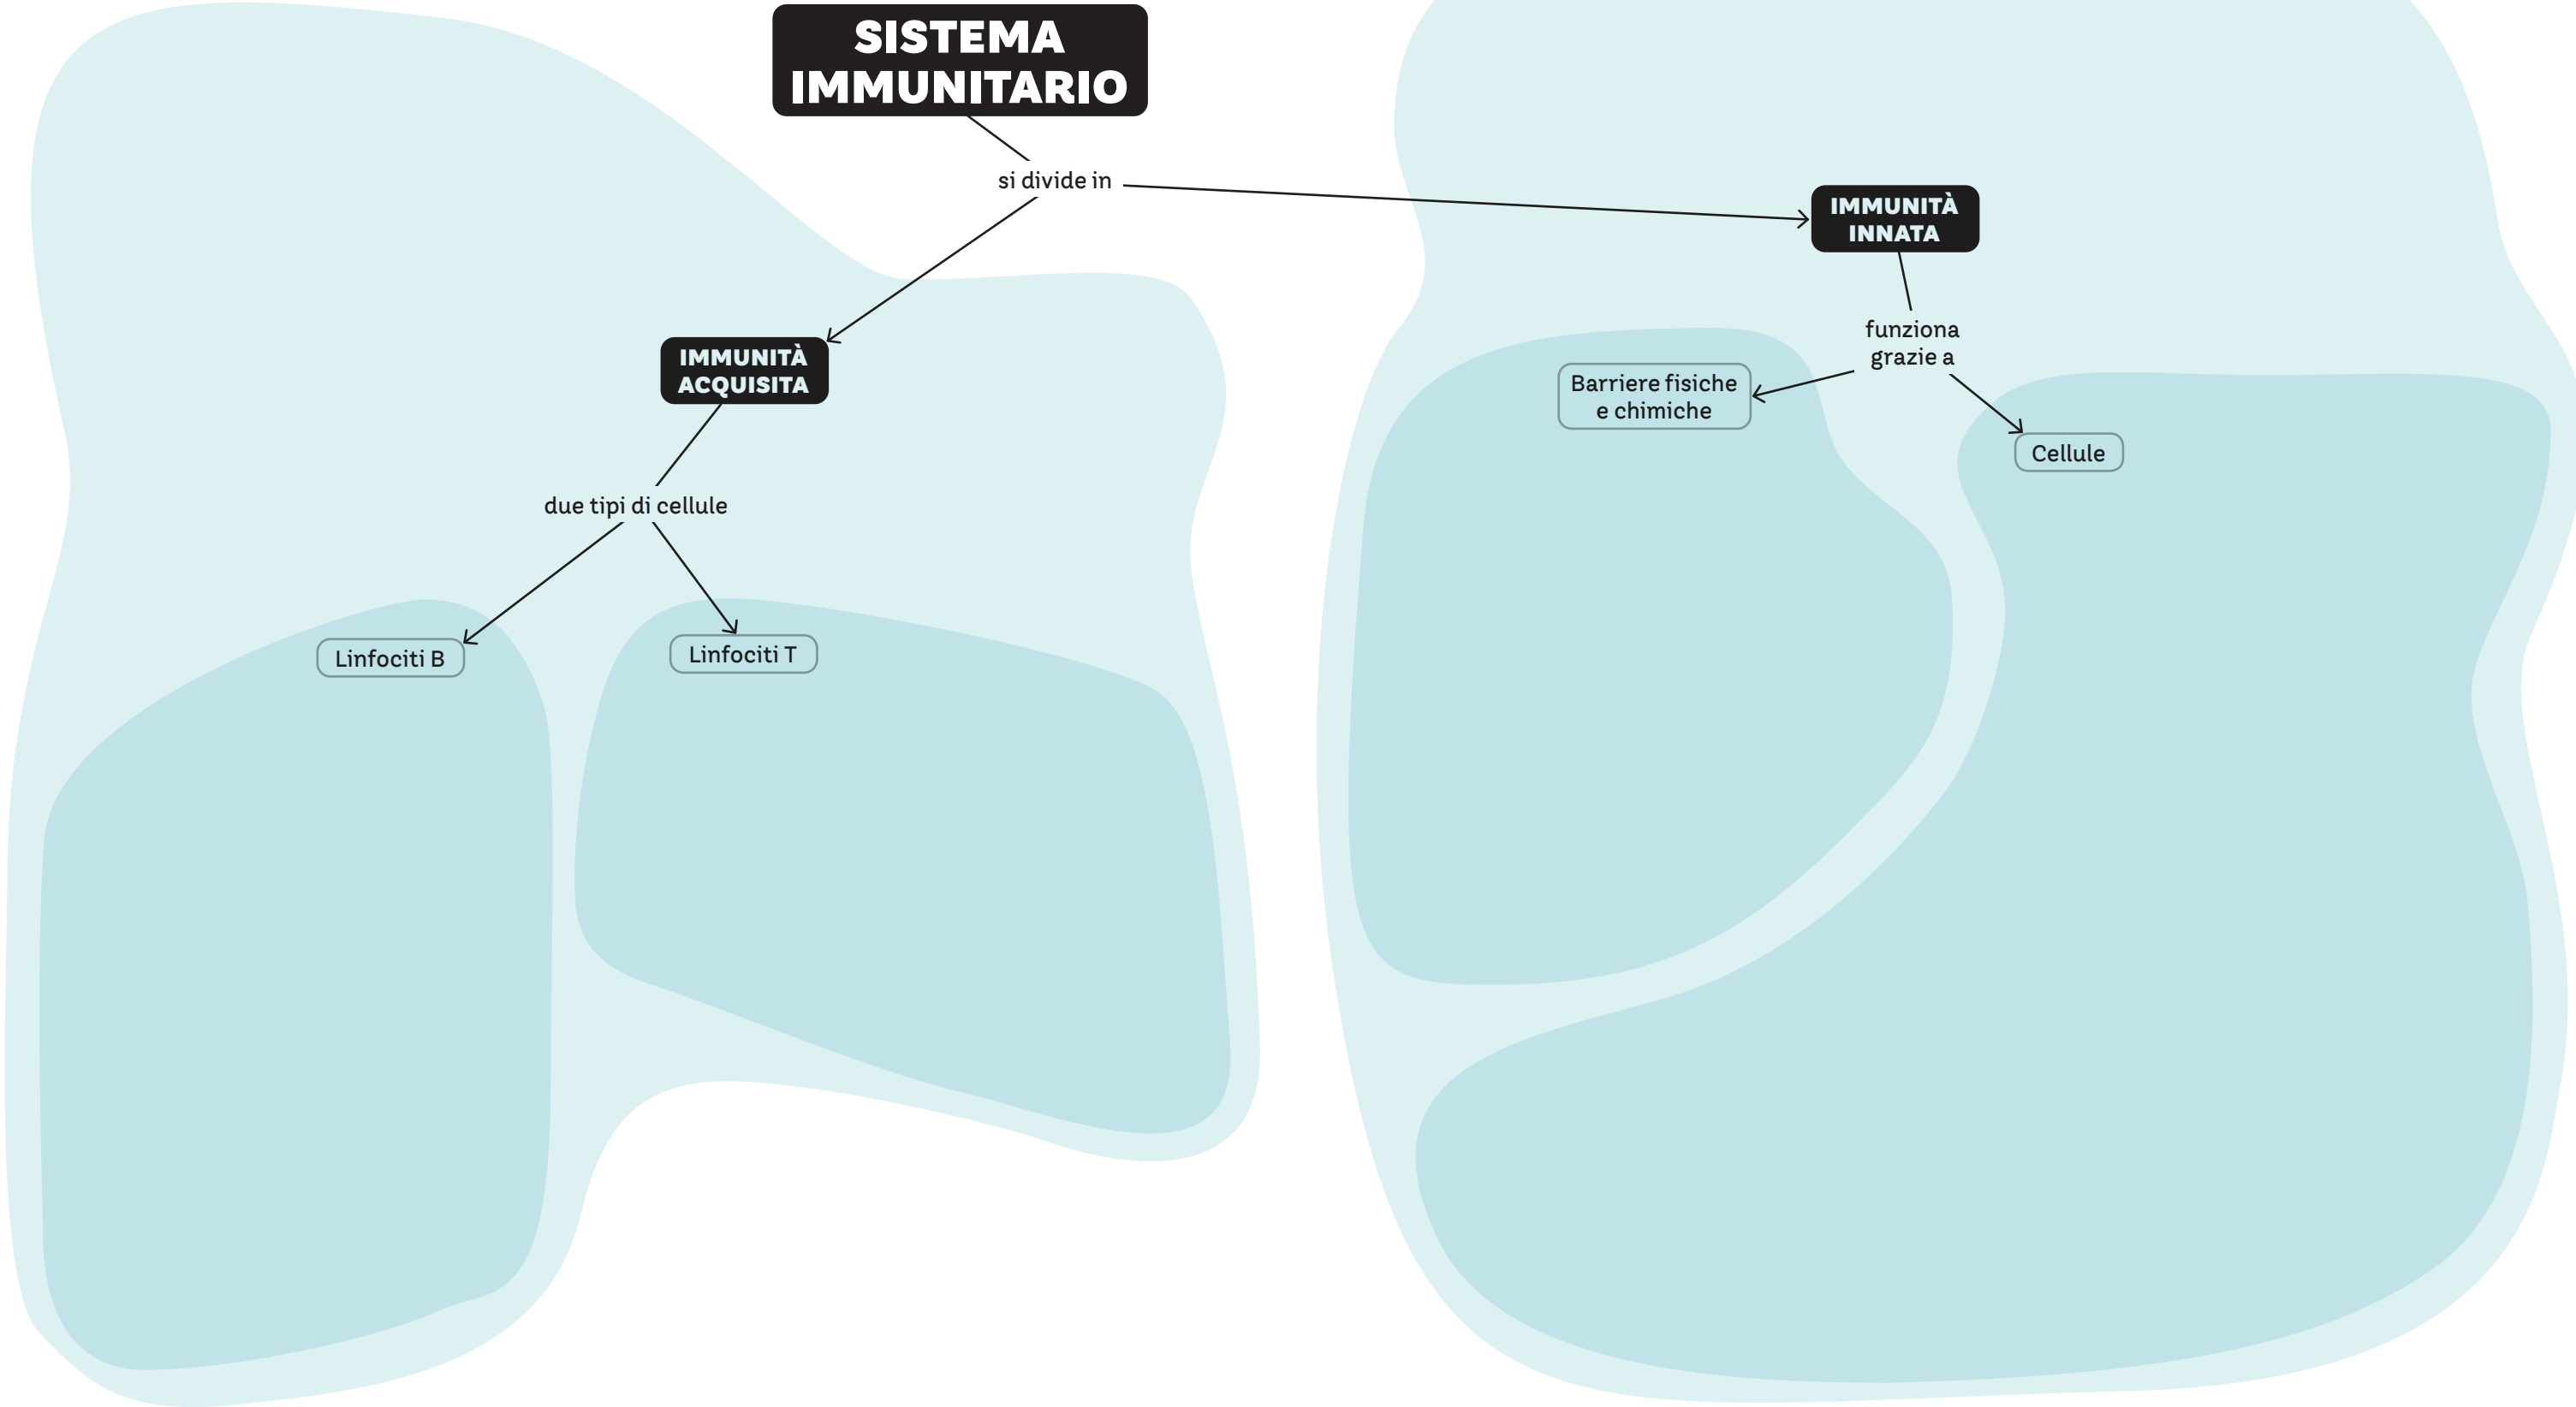 SISTEMA
IMMUNITARIO
si divide in
IMMUNITÀ
ACQUISITA
due tipi di cellule
Linfociti B
Linfociti T
IMMUNITÀ
INNATA
funziona
grazie a
Barriere fisiche
e chimiche
Cellule